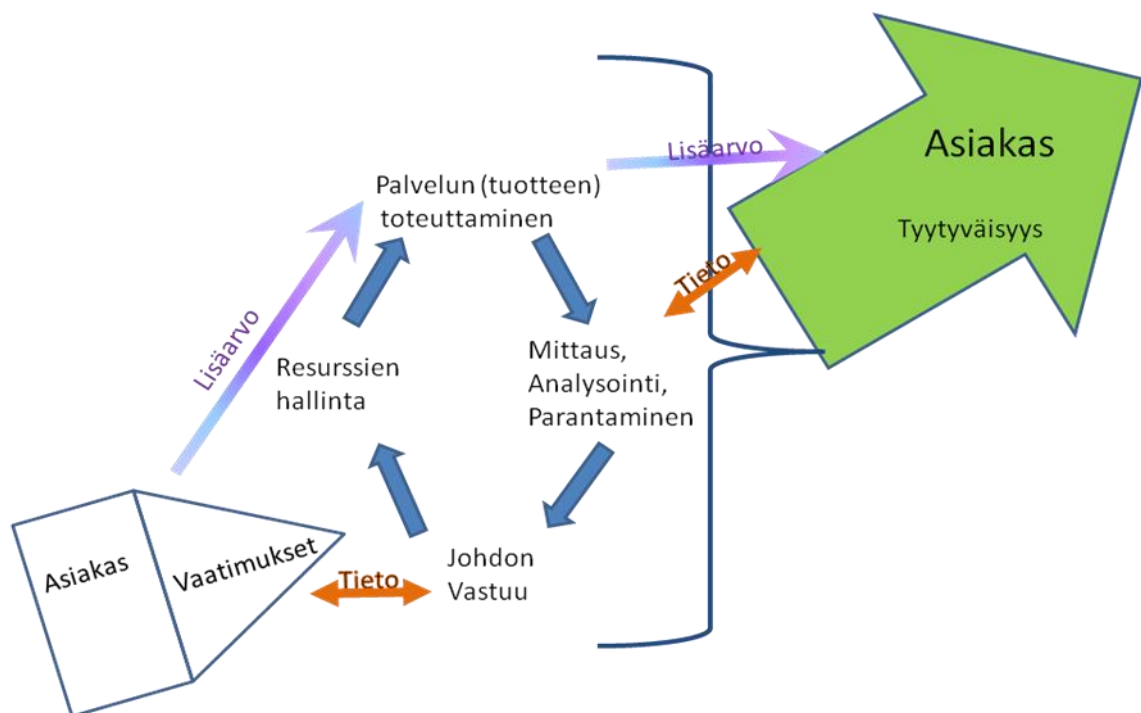 Asiakas
Tyytyväisyys
Lisäarvo
Palvelun (tuotteen)
toteuttaminen
Tieto
Lisäarvo
Mittaus,
Analysointi,
Parantaminen
Resurssien
hallinta
Asiakas
Vaatimukset
Tieto
Johdon
Vastuu